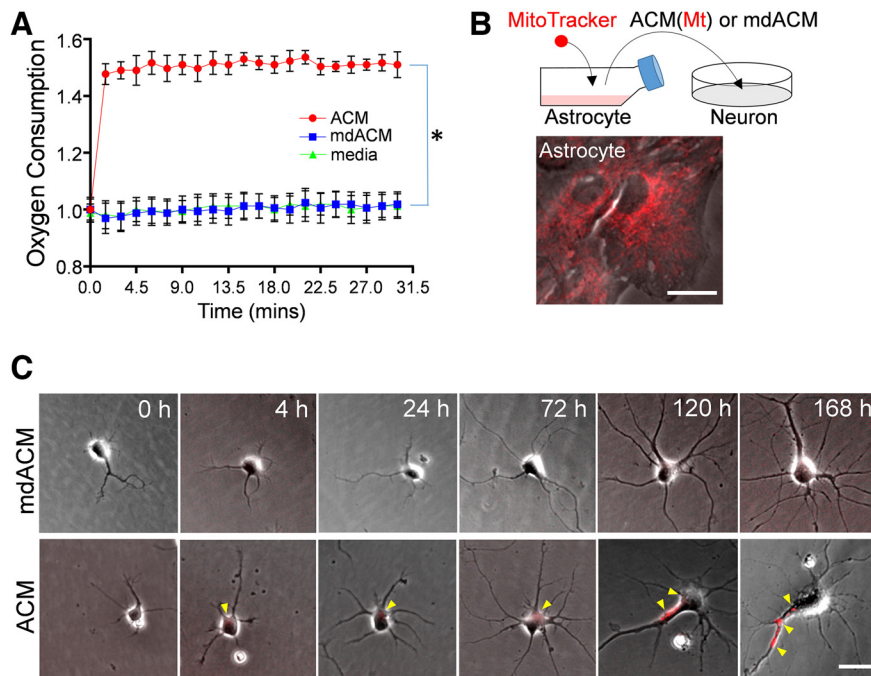 A
Oxygen Consumption
1.6
1.4
1.2
1.0
0.8
ACM
mdACM
media
*
0.0 4.5 9.0 13.5 18.0 22.5 27.0 31.5
Time (mins)
B
MitoTracker ACM(Mt) or mdACM
Astrocyte Neuron
Astrocyte
C
0 h 4 h 24 h 72 h 120 h 168 h
mdACM
ACM